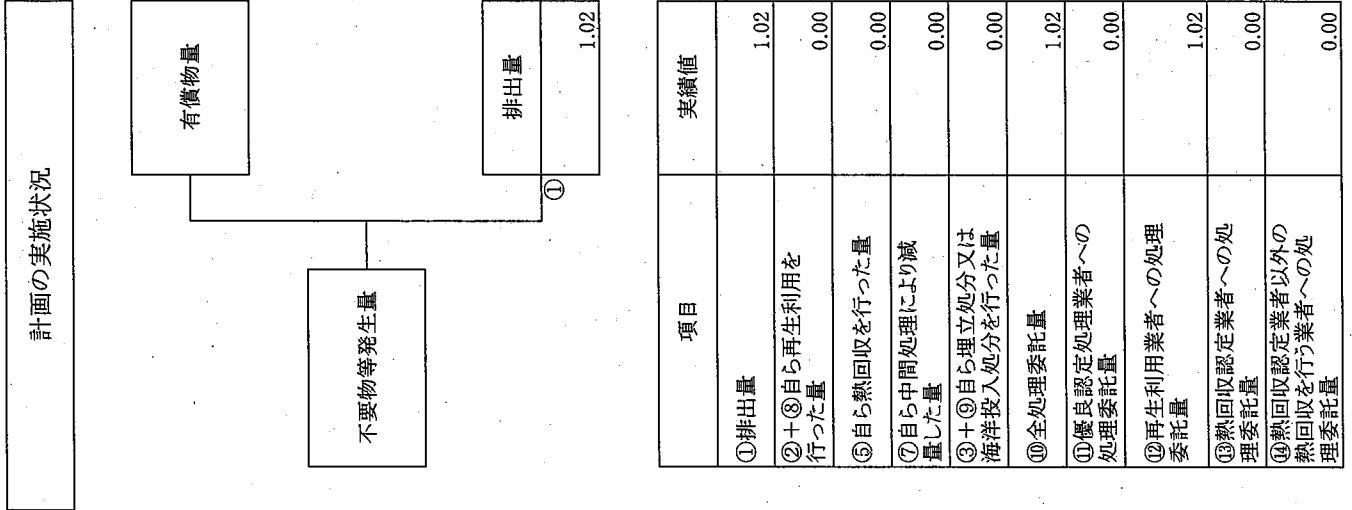 計画の実施状況
有償物量
不要物等発生量
排出量
①
1.02
項目
実績値
①排出量
1.02
②+⑧自ら再生利用を
行った量
0.00
⑤自ら熱回収を行った量
0.00
⑦自ら中間処理により減
量した量
0.00
③+⑨自ら埋立処分又は
海洋投入処分を行った量
0.00
⑩全処理委託量
1.02
⑪優良認定処理業者への
処理委託量
0.00
⑫再生利用業者への処理
委託量
1.02
⑬熱回収認定業者への処
理委託量
0.00
⑭熱回収認定業者以外の
熱回収を行う業者への処
理委託量
0.00